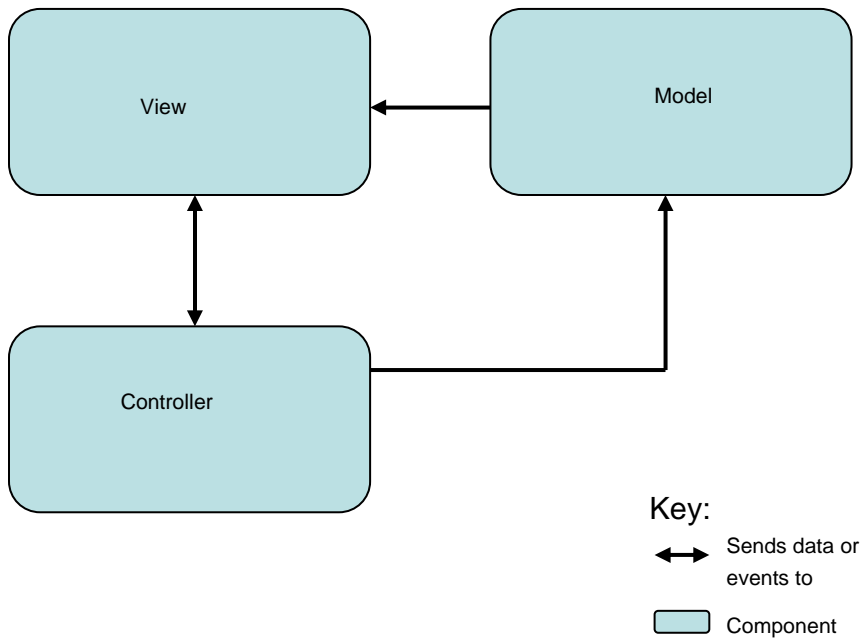 View
Model
Controller
Key:
Sends data or
events to
Component